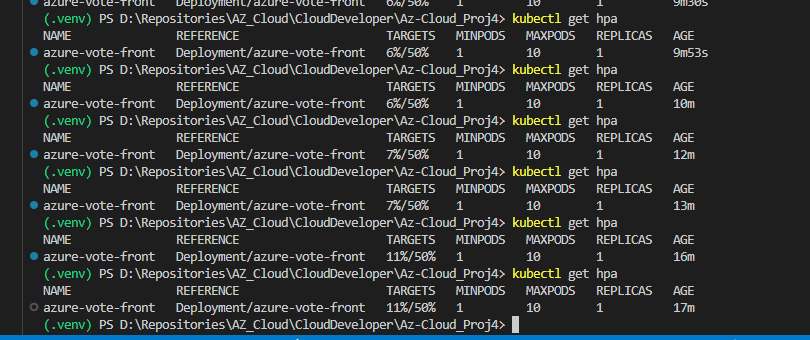 azure-vote-front Deployment/azure-vote-front 6%/50% 1 10 1 9m30s
(.venv) PS D:\Repositories\AZ_Cloud\CloudDeveloper\Az-Cloud_Proj4> kubectl get hpa
NAME REFERENCE TARGETS MINPODS MAXPODS REPLICAS AGE
azure-vote-front Deployment/azure-vote-front 6%/50% 1 10 1 9m53s
(.venv) PS D:\Repositories\AZ_Cloud\CloudDeveloper\Az-Cloud_Proj4> kubectl get hpa
NAME REFERENCE TARGETS MINPODS MAXPODS REPLICAS AGE
azure-vote-front Deployment/azure-vote-front 6%/50% 1 10 1 10m
(.venv) PS D:\Repositories\AZ_Cloud\CloudDeveloper\Az-Cloud_Proj4> kubectl get hpa
NAME REFERENCE TARGETS MINPODS MAXPODS REPLICAS AGE
azure-vote-front Deployment/azure-vote-front 7%/50% 1 10 1 12m
(.venv) PS D:\Repositories\AZ_Cloud\CloudDeveloper\Az-Cloud_Proj4> kubectl get hpa
NAME REFERENCE TARGETS MINPODS MAXPODS REPLICAS AGE
azure-vote-front Deployment/azure-vote-front 7%/50% 1 10 1 13m
(.venv) PS D:\Repositories\AZ_Cloud\CloudDeveloper\Az-Cloud_Proj4> kubectl get hpa
NAME REFERENCE TARGETS MINPODS MAXPODS REPLICAS AGE
azure-vote-front Deployment/azure-vote-front 11%/50% 1 10 1 16m
(.venv) PS D:\Repositories\AZ_Cloud\CloudDeveloper\Az-Cloud_Proj4> kubectl get hpa
NAME REFERENCE TARGETS MINPODS MAXPODS REPLICAS AGE
azure-vote-front Deployment/azure-vote-front 11%/50% 1 10 1 17m
(.venv) PS D:\Repositories\AZ_Cloud\CloudDeveloper\Az-Cloud_Proj4>